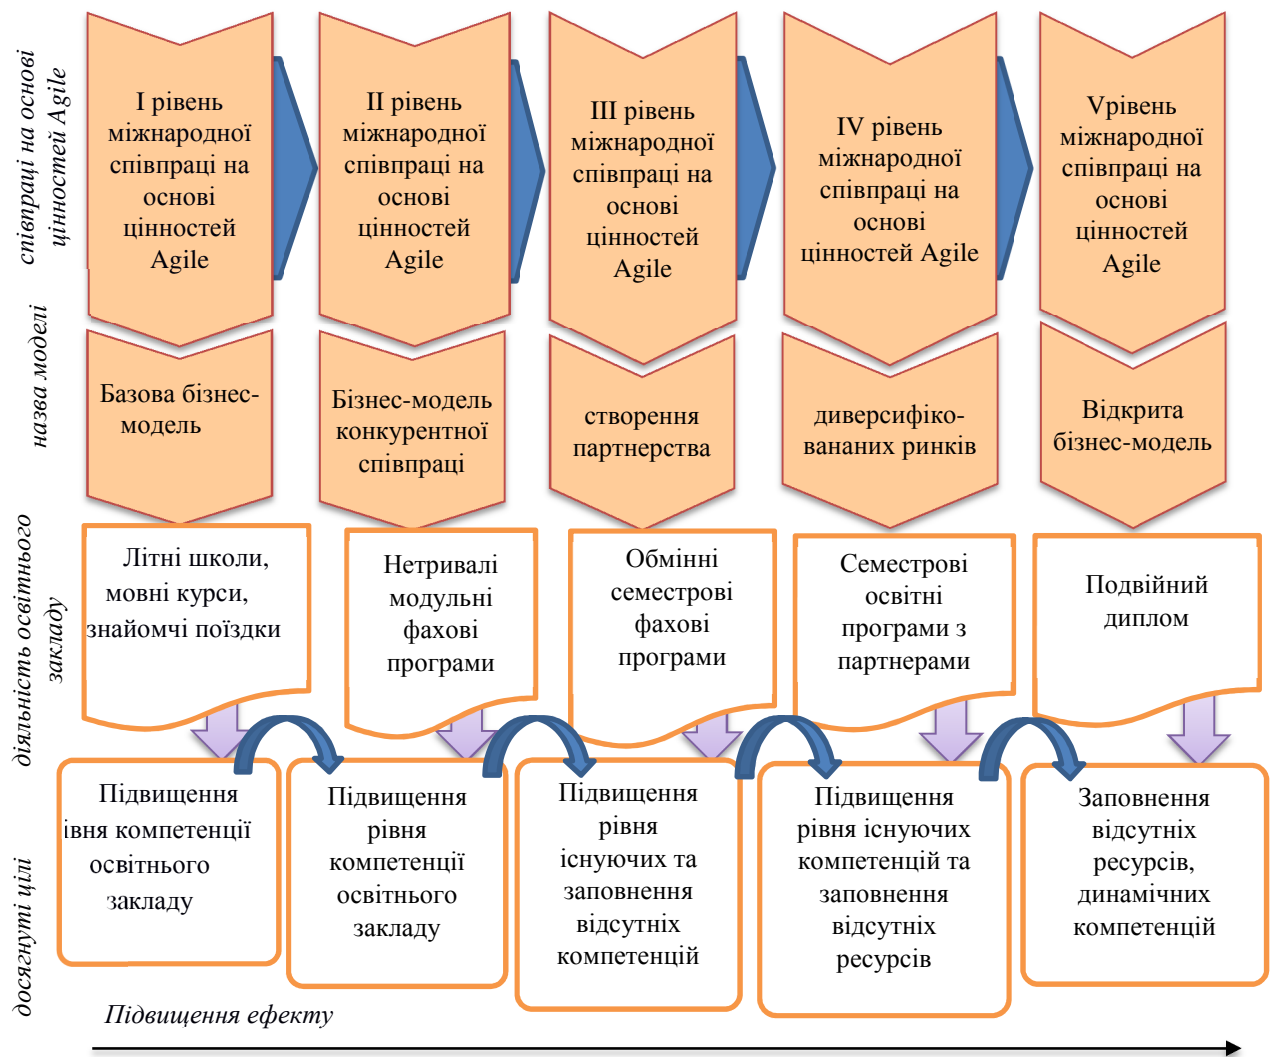 співпраці на основі
цінностей Agile
І рівень
міжнародної
співпраці на
основі
цінностей
Agile
ІІ рівень
міжнародної
співпраці на
основі
цінностей
Agile
ІІІ рівень
міжнародної
співпраці на
основі
цінностей
Agile
IV рівень
міжнародної
співпраці на
основі
цінностей Agile
Vрівень
міжнародної
співпраці на
основі
цінностей
Agile
назва моделі
Базова бізнес-
модель
Бізнес-модель
конкурентної
співпраці
створення
партнерства
диверсифіко-
вананих ринків
Відкрита
бізнес-модель
діяльність освітнього
закладу
Літні школи,
мовні курси,
знайомчі поїздки
Нетривалі
модульні
фахові
програми
Обмінні
семестрові
фахові
програми
Семестрові
освітні
програми з
партнерами
Подвійний
диплом
досягнуті цілі
Підвищення
івня компетенції
освітнього
закладу
Підвищення
рівня
компетенції
освітнього
закладу
Підвищення
рівня
існуючих та
заповнення
відсутніх
компетенцій
Підвищення
рівня існуючих
компетенцій та
заповнення
відсутніх
ресурсів
Заповнення
відсутніх
ресурсів,
динамічних
компетенцій
Підвищення ефекту